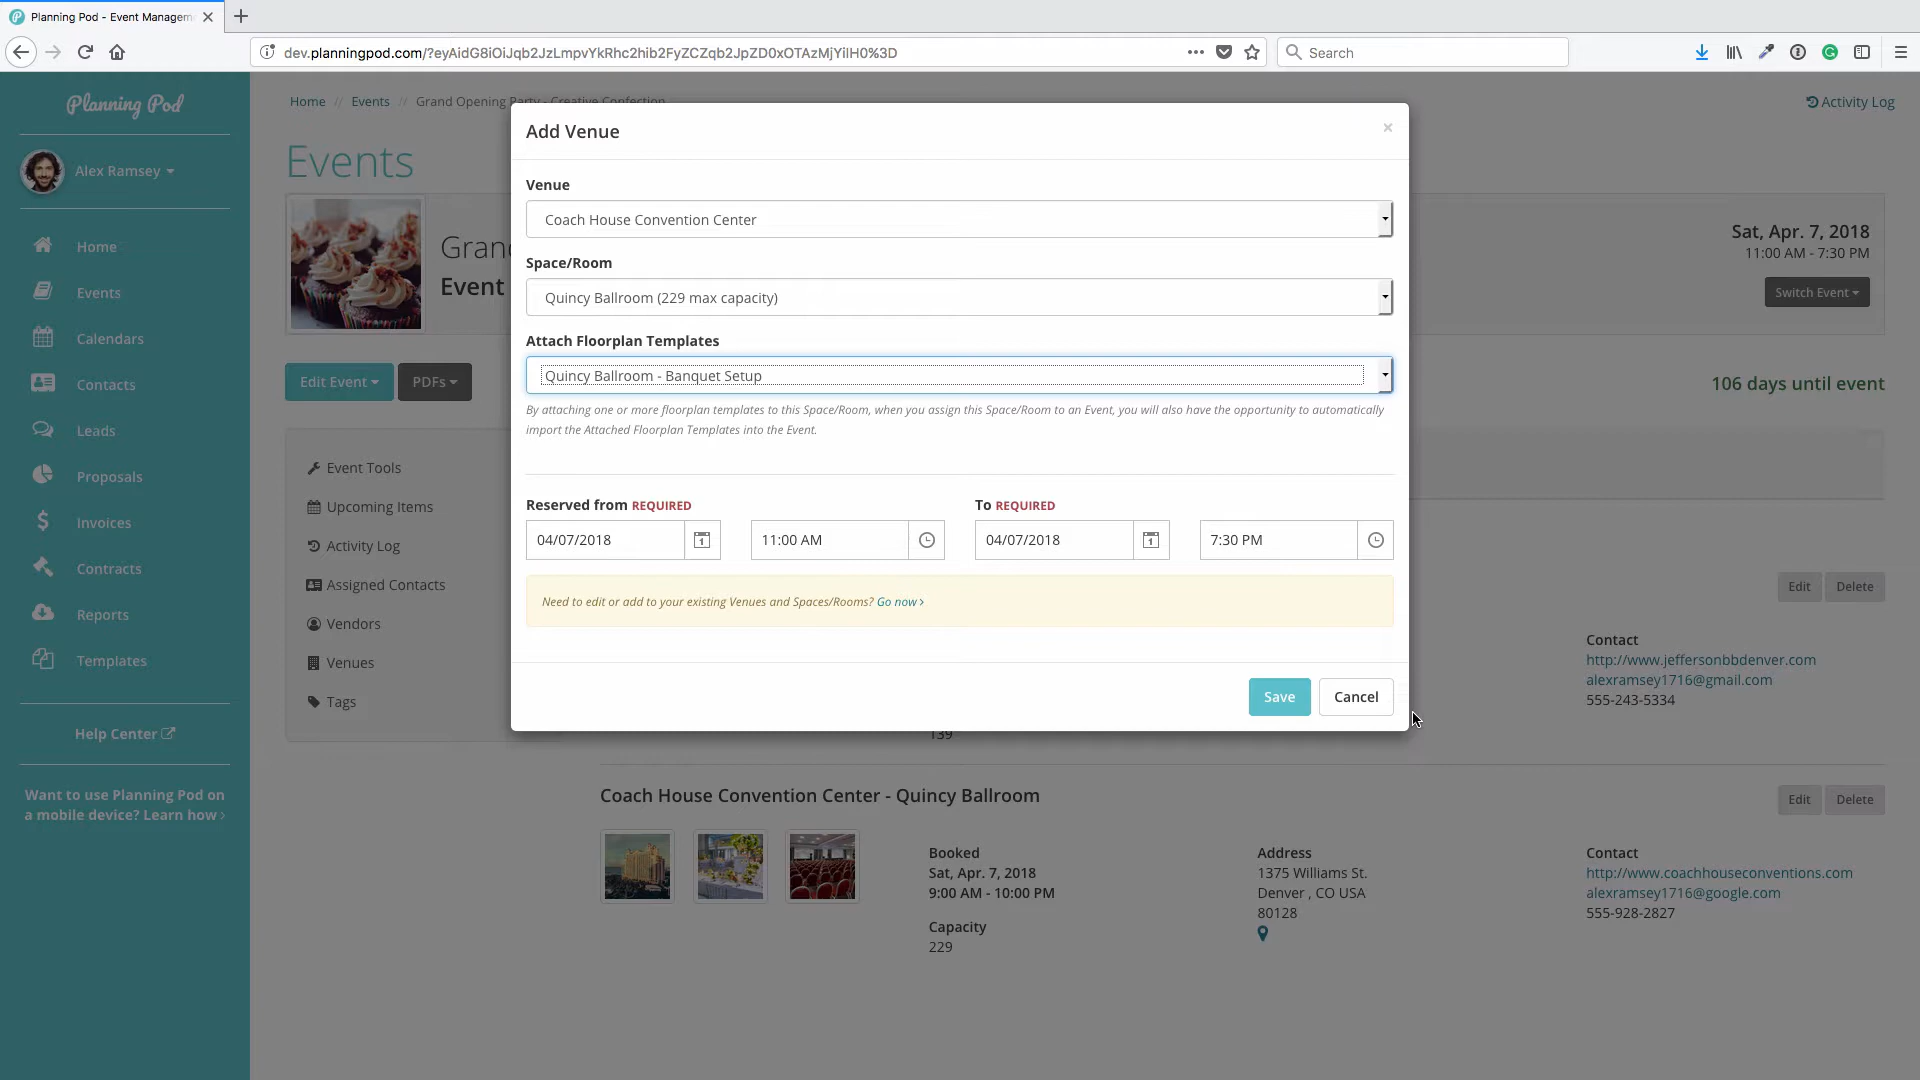 Planning Pod - Event Managem
dev.planningpod.com/?eyAidG8iOiJqb2JzLmpvYkRhc2hib2FyZCZqb2JpZD0xOTAzMjYiIH0%3D
Search
Planning Pod
Alex Ramsey
Home
Events
Calendars
Contacts
Leads
Proposals
Invoices
Contracts
Reports
Templates
Help Center
Want to use Planning Pod on
a mobile device? Learn how ›
Home // Events // Grand Opening Party - Creative Confection
Activity Log
Events
Grand
Event
Sat, Apr. 7, 2018
11:00 AM - 7:30 PM
Switch Event
Edit Event
PDFs
106 days until event
Event Tools
Upcoming Items
Activity Log
Assigned Contacts
Vendors
Venues
Tags
Add Venue
×
Venue
Coach House Convention Center
Space/Room
Quincy Ballroom (229 max capacity)
Attach Floorplan Templates
Quincy Ballroom - Banquet Setup
By attaching one or more floorplan templates to this Space/Room, when you assign this Space/Room to an Event, you will also have the opportunity to automatically
import the Attached Floorplan Templates into the Event.
Reserved from REQUIRED
To REQUIRED
04/07/2018
11:00 AM
04/07/2018
7:30 PM
Need to edit or add to your existing Venues and Spaces/Rooms? Go now ›
Save
Cancel
Edit
Delete
Contact
http://www.jeffersonbbdenver.com
alexramsey1716@gmail.com
555-243-5334
139
Coach House Convention Center - Quincy Ballroom
Edit
Delete
Booked
Sat, Apr. 7, 2018
9:00 AM - 10:00 PM
Capacity
229
Address
1375 Williams St.
Denver , CO USA
80128
Contact
http://www.coachhouseconventions.com
alexramsey1716@google.com
555-928-2827